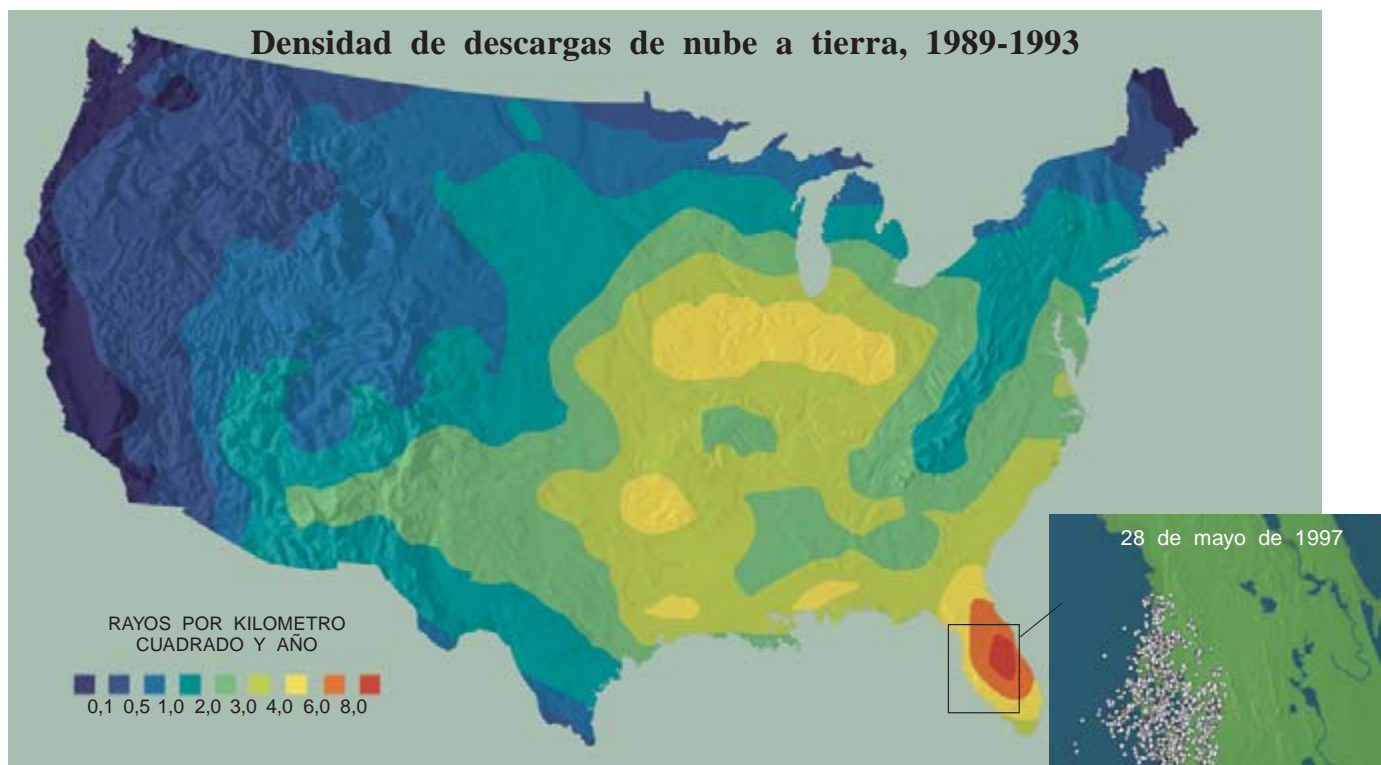 Densidad de descargas de nube a tierra, 1989-1993
28 de mayo de 1997
RAYOS POR KILOMETRO
CUADRADO Y AÑO
0,1 0,5 1,0 2,0 3,0 4,0 6,0 8,0